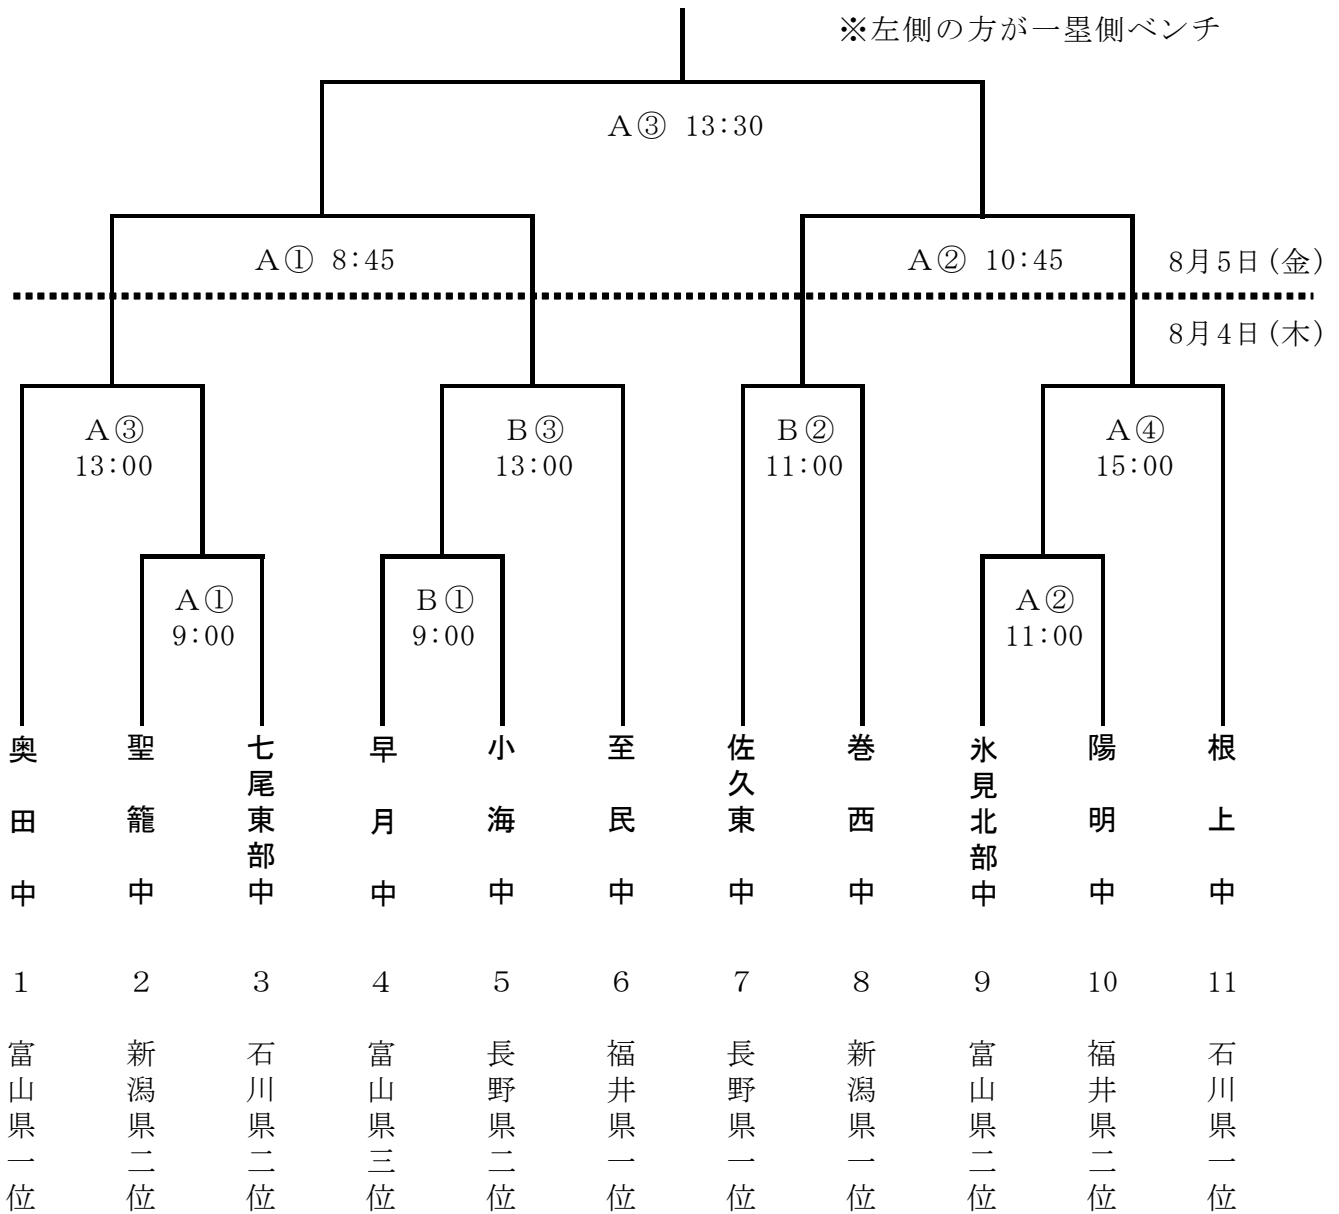 ※左側の方が一塁側ベンチ
A③ 13:30
A① 8:45
A② 10:45
8月5日(金)
8月4日(木)
A③
13:00
B③
13:00
B②
11:00
A④
15:00
A①
9:00
B①
9:00
A②
11:00
奥田中
聖籠中
七尾東部中
早月中
小海中
至民中
佐久東中
巻西中
氷見北部中
陽明中
根上中
1
2
3
4
5
6
7
8
9
10
11
富山県一位
新潟県二位
石川県二位
富山県三位
長野県二位
福井県一位
長野県一位
新潟県一位
富山県二位
福井県二位
石川県一位